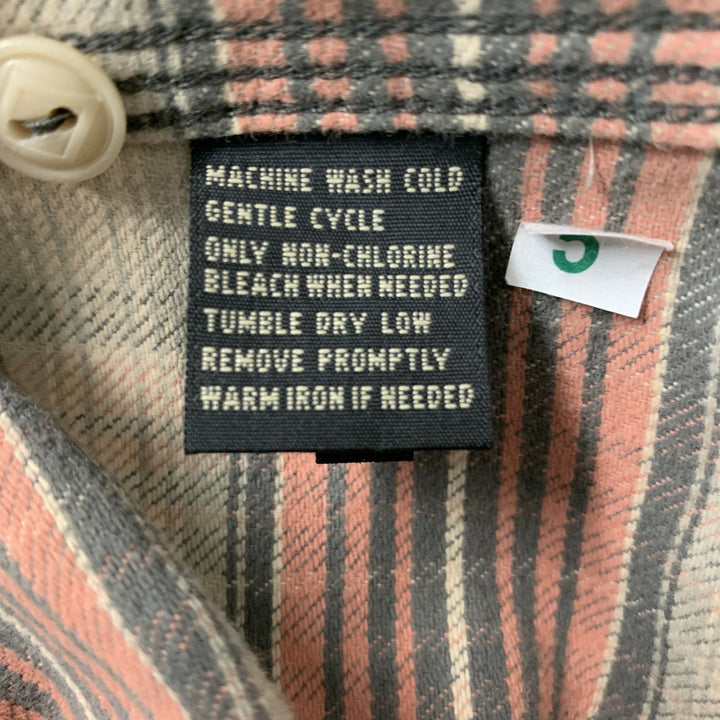 MACHINE WASH COLD
GENTLE CYCLE
ONLY NON-CHLORINE
BLEACH WHEN NEEDED
TUMBLE DRY LOW
REMOVE PROMPTLY
WARM IRON IF NEEDED